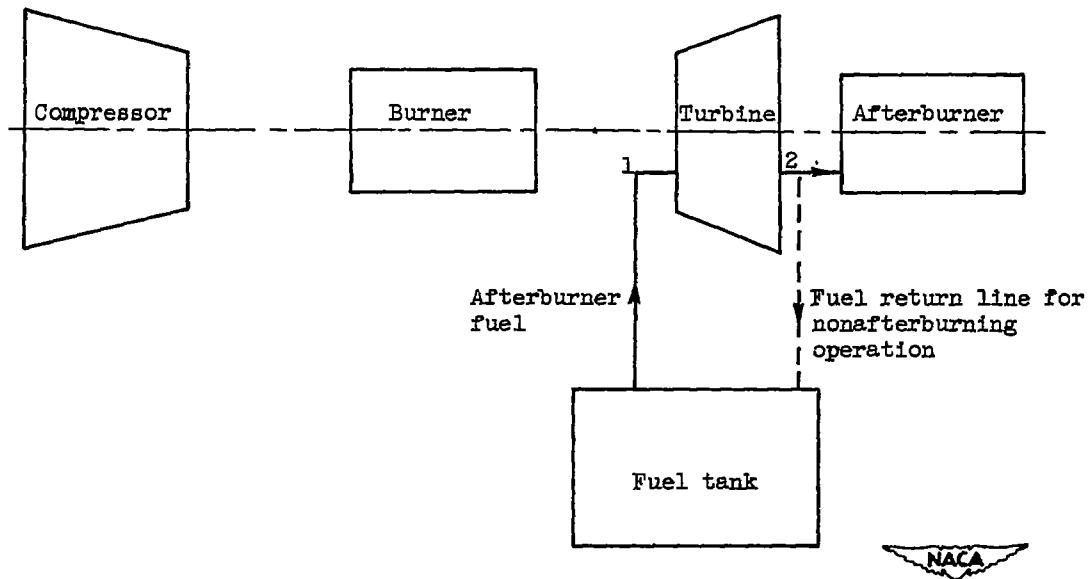 Compressor
Burner
Turbine
Afterburner
1
2
Afterburner
fuel
Fuel return line for
nonafterburning
operation
Fuel tank
NACA